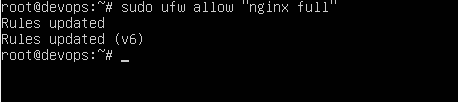 root@devops:~# sudo ufw allow "nginx full"
Rules updated
Rules updated (v6)
root@devops:~# _